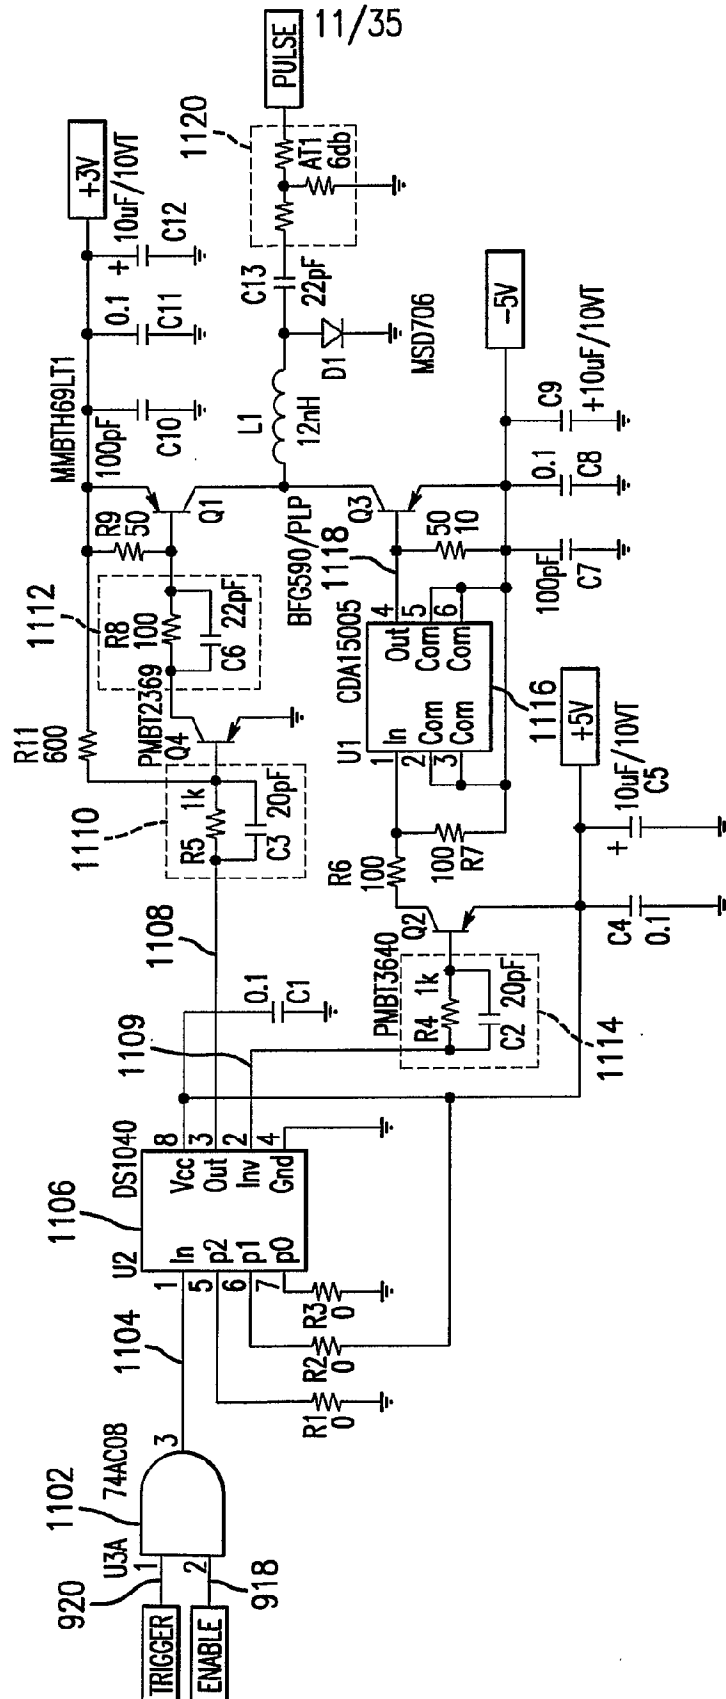 11/35
PULSE
1120
AT1
6db
+3V
10uF/10VT
+
C12
0.1
C11
100pF
C10
MMBTH69LT1
C13
22pF
D1
MSD706
L1
12nH
-5V
C9
+10uF/10VT
0.1
C8
100pF
C7
R9
50
Q1
Q3
BFG590/PLP
1118
50
10
1112
R8
100
22pF
C6
PMBT2369
Q4
R11
600
CDA15005
U1
1
In
2
Com
3
Com
4
Out
5
Com
6
Com
1116
+5V
10uF/10VT
+
C5
C4
0.1
1110
R5
1k
20pF
C3
R6
100
100
R7
Q2
PMBT3640
R4
1k
C2
20pF
1114
1108
1109
0.1
C1
1106
DS1040
U2
8
Vcc
3
Out
2
Inv
4
Gnd
1
In
5
p2
6
p1
7
p0
R3
0
R2
0
R1
0
1104
1102
74AC08
U3A
1
2
3
920
918
TRIGGER
ENABLE